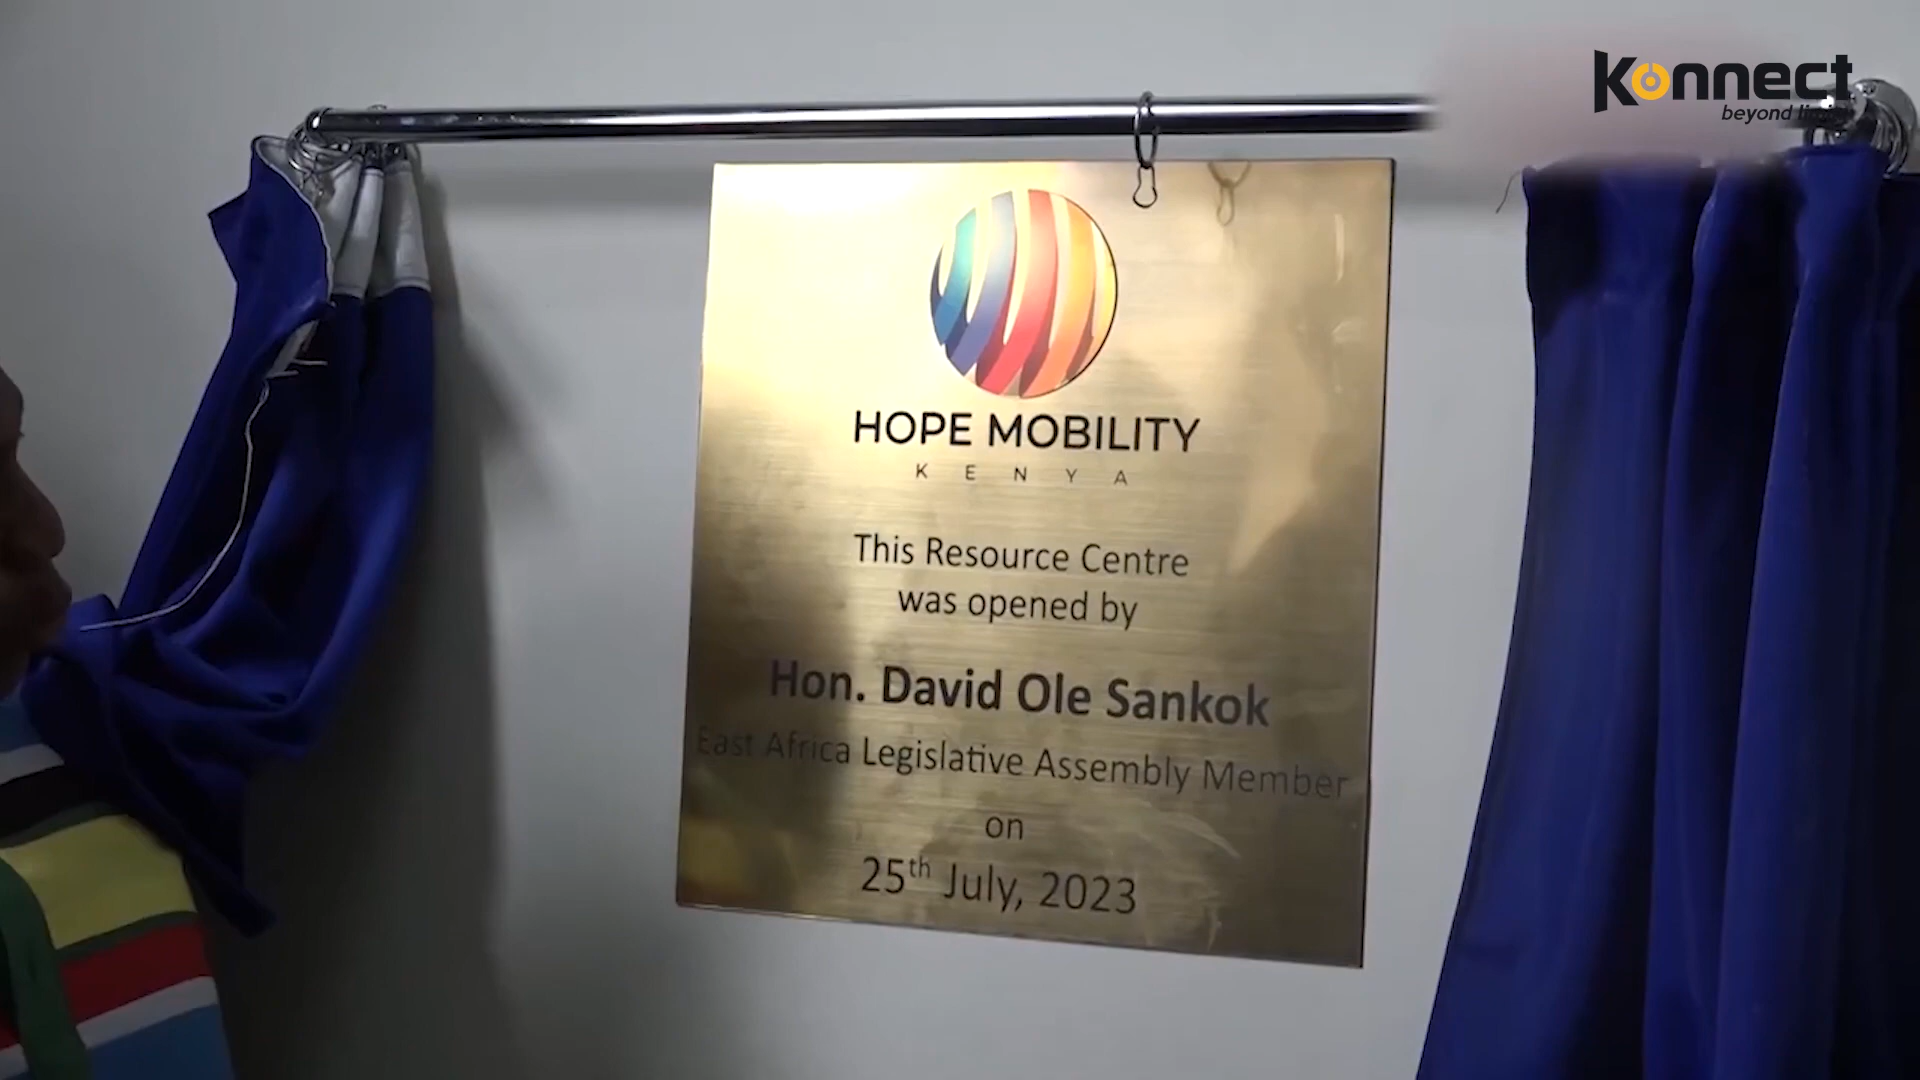 Konnect
beyond limits
HOPE MOBILITY
KENYA
This Resource Centre
was opened by
Hon. David Ole Sankok
East Africa Legislative Assembly Member
on
25th July, 2023